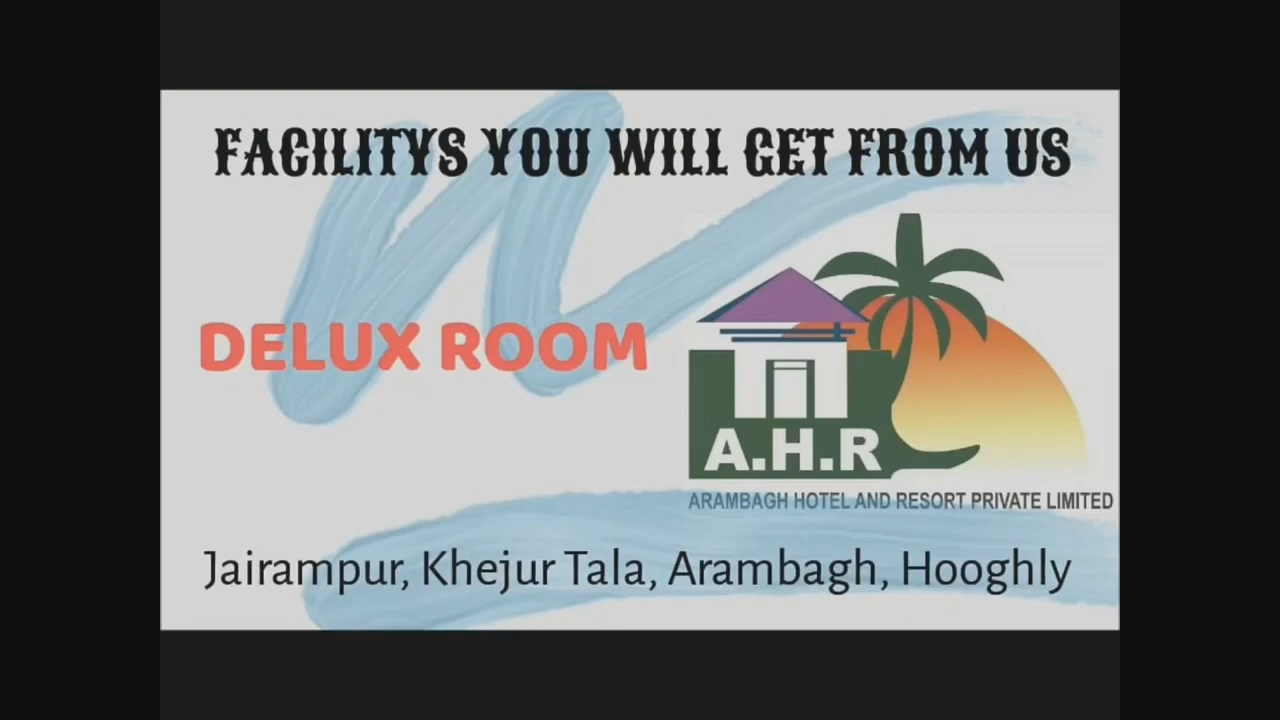 FACILITYS YOU WILL GET FROM US
DELUX ROOM
A.H.R
ARAMBAGH HOTEL AND RESORT PRIVATE LIMITED
Jairampur, Khejur Tala, Arambagh, Hooghly